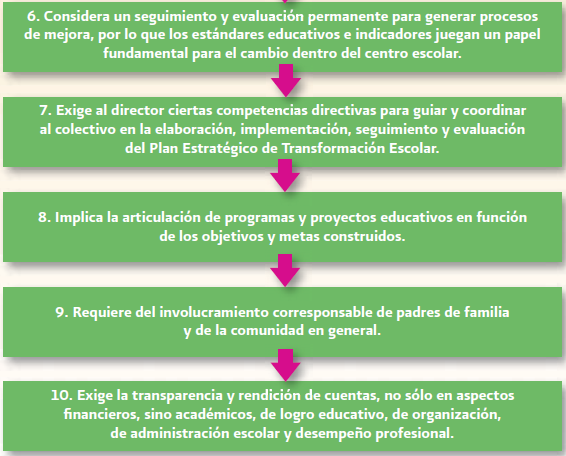 6. Considera un seguimiento y evaluación permanente para generar procesos
de mejora, por lo que los estándares educativos e indicadores juegan un papel
fundamental para el cambio dentro del centro escolar.
7. Exige al director ciertas competencias directivas para guiar y coordinar
al colectivo en la elaboración, implementación, seguimiento y evaluación
del Plan Estratégico de Transformación Escolar.
8. Implica la articulación de programas y proyectos educativos en función
de los objetivos y metas construidos.
9. Requiere del involucramiento corresponsable de padres de familia
y de la comunidad en general.
10. Exige la transparencia y rendición de cuentas, no sólo en aspectos
financieros, sino académicos, de logro educativo, de organización,
de administración escolar y desempeño profesional.